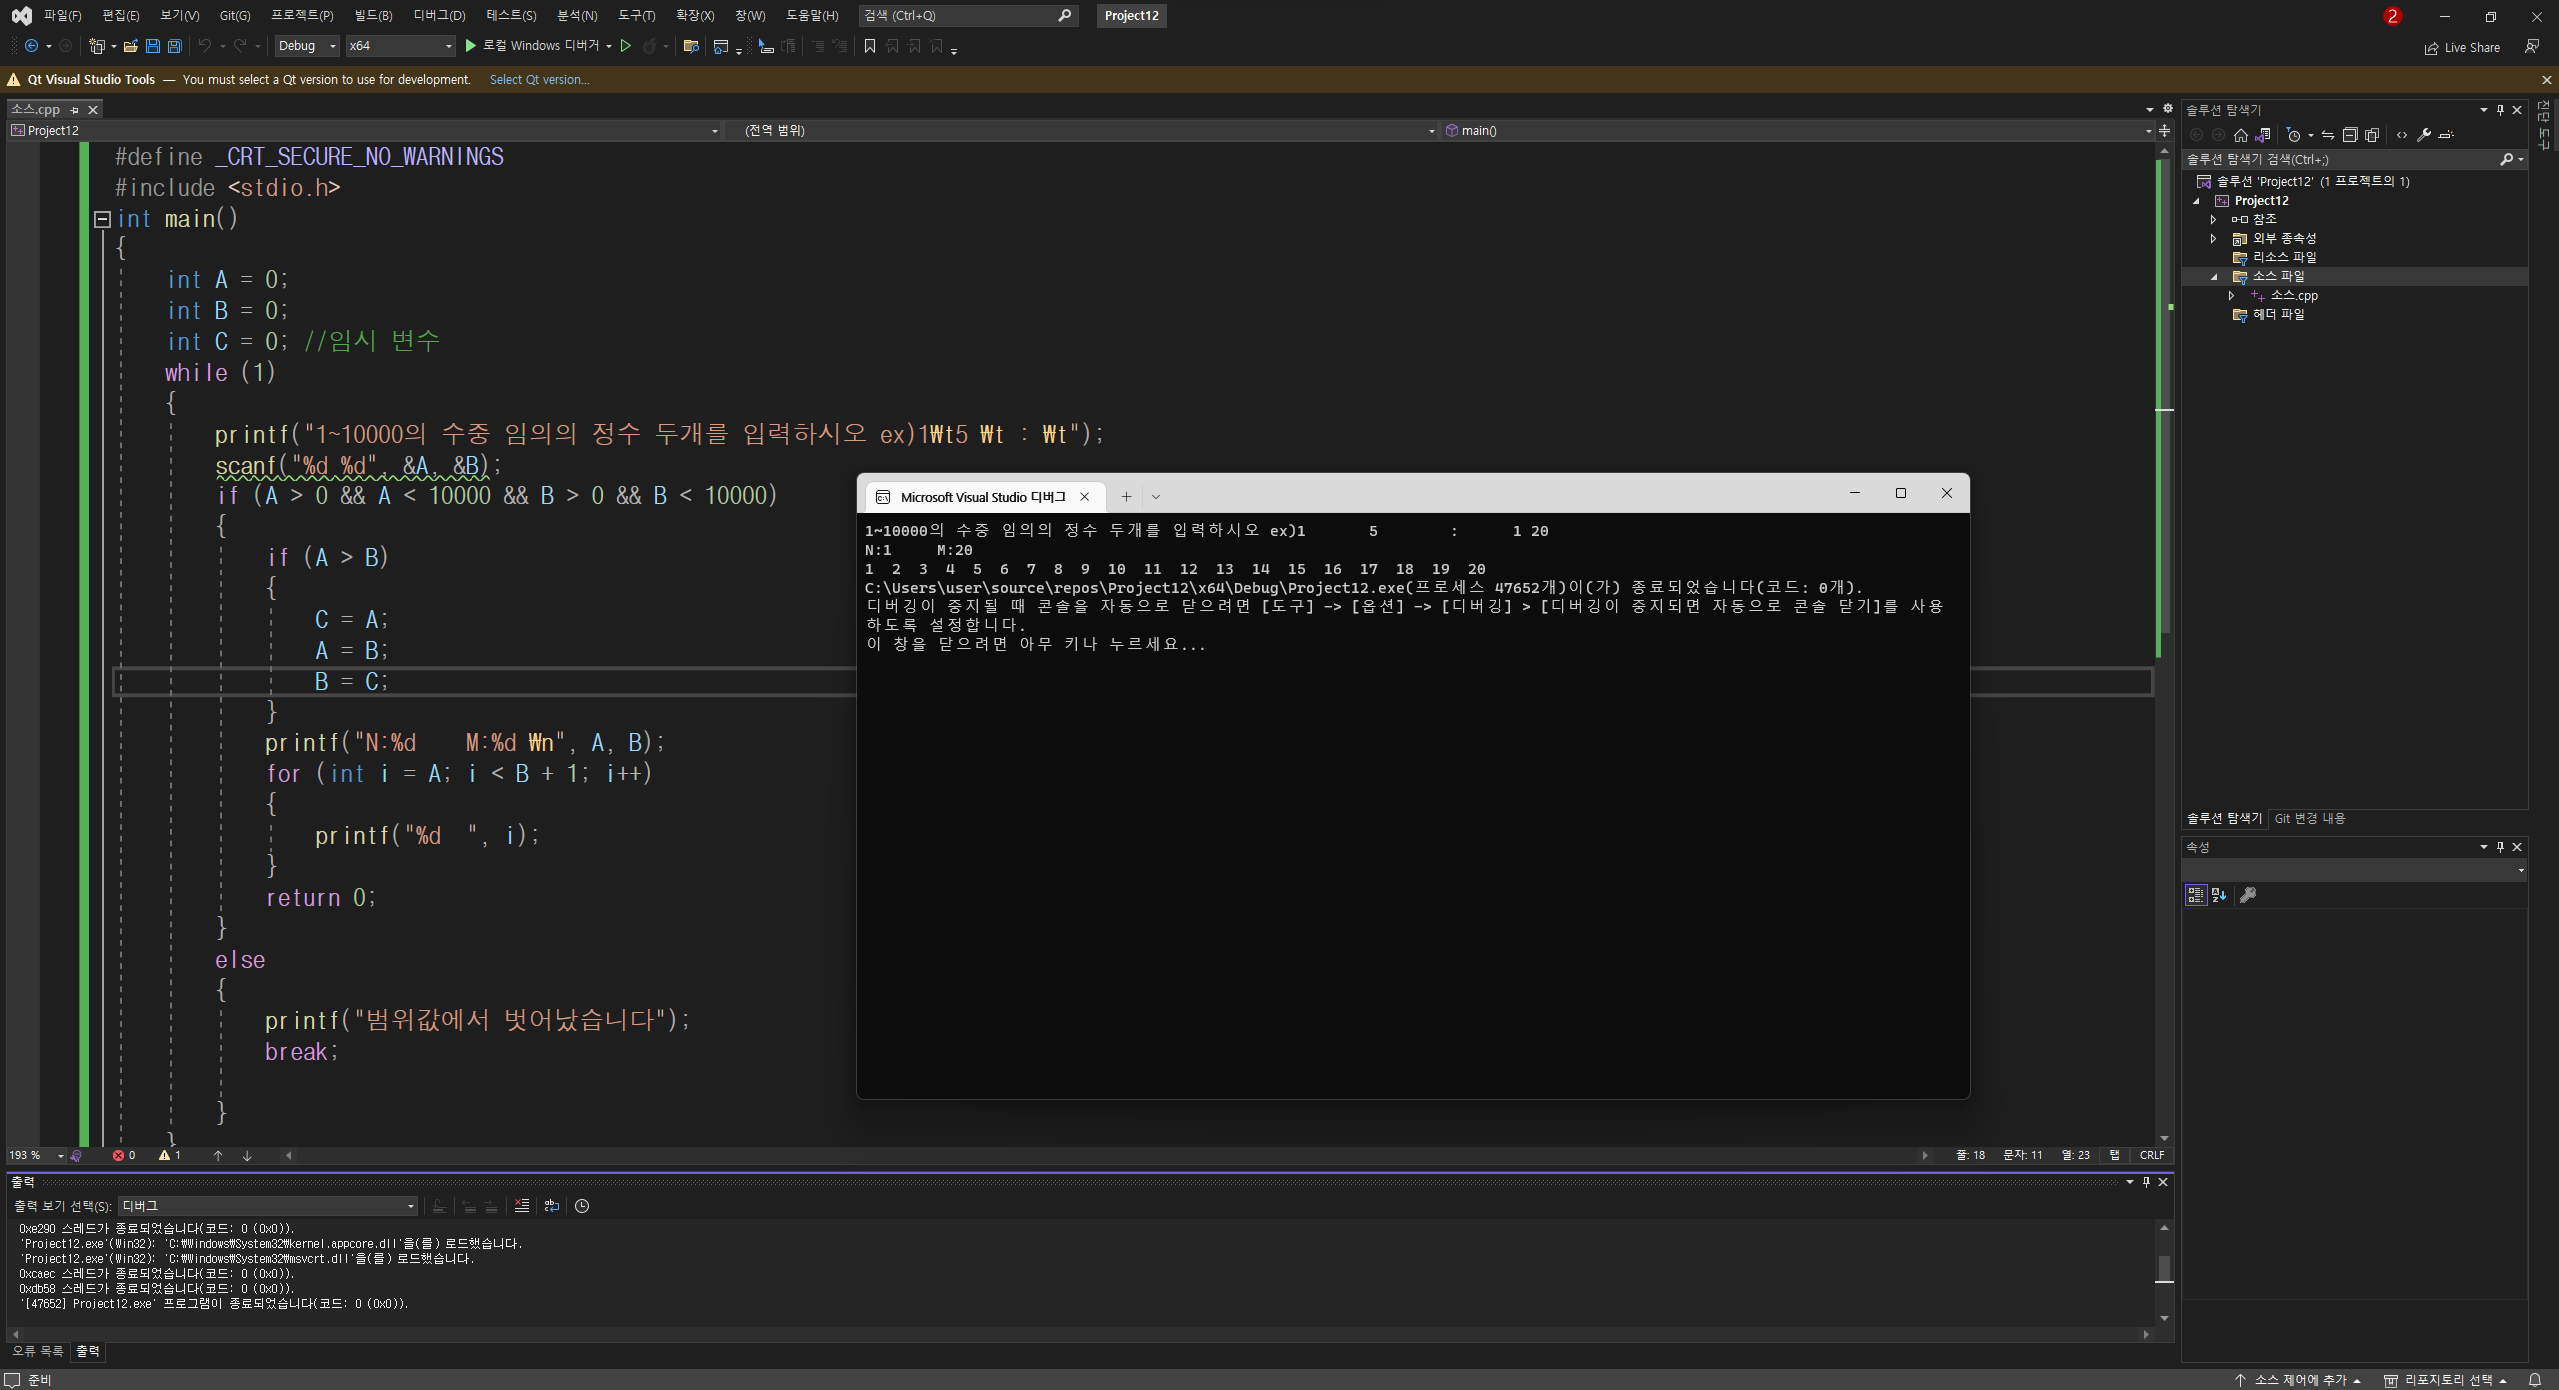 파일(F) 편집(E) 보기(V) Git(G) 프로젝트(P) 빌드(B) 디버그(D) 테스트(S) 분석(N) 도구(T) 확장(X) 창(W) 도움말(H) 검색 (Ctrl+Q) Project12 2
Debug x64 로컬 Windows 디버거 Live Share
Qt Visual Studio Tools — You must select a Qt version to use for development. Select Qt version...
소스.cpp
Project12 (전역 범위) main()
#define _CRT_SECURE_NO_WARNINGS
#include <stdio.h>
int main()
{
int A = 0;
int B = 0;
int C = 0; //임시 변수
while (1)
{
printf("1~10000의 수중 임의의 정수 두개를 입력하시오 ex)1₩t5 ₩t : ₩t");
scanf("%d %d", &A, &B);
if (A > 0 && A < 10000 && B > 0 && B < 10000)
{
if (A > B)
{
C = A;
A = B;
B = C;
}
printf("N:%d    M:%d ₩n", A, B);
for (int i = A; i < B + 1; i++)
{
printf("%d  ", i);
}
return 0;
}
else
{
printf("범위값에서 벗어났습니다");
break;
}
}
Microsoft Visual Studio 디버그
1~10000의 수중 임의의 정수 두개를 입력하시오 ex)1 5 : 1 20
N:1 M:20
1 2 3 4 5 6 7 8 9 10 11 12 13 14 15 16 17 18 19 20
C:\Users\user\source\repos\Project12\x64\Debug\Project12.exe(프로세스 47652개)이(가) 종료되었습니다(코드: 0개).
디버깅이 중지될 때 콘솔을 자동으로 닫으려면 [도구] -> [옵션] -> [디버깅] > [디버깅이 중지되면 자동으로 콘솔 닫기]를 사용
하도록 설정합니다.
이 창을 닫으려면 아무 키나 누르세요...
193 % 0 1 줄: 18 문자: 11 열: 23 탭 CRLF
출력
출력 보기 선택(S): 디버그
0xe290 스레드가 종료되었습니다(코드: 0 (0x0)).
'Project12.exe'(Win32): 'C:₩Windows₩System32₩kernel.appcore.dll'을(를) 로드했습니다.
'Project12.exe'(Win32): 'C:₩Windows₩System32₩msvcrt.dll'을(를) 로드했습니다.
0xcaec 스레드가 종료되었습니다(코드: 0 (0x0)).
0xdb58 스레드가 종료되었습니다(코드: 0 (0x0)).
'[47652] Project12.exe' 프로그램이 종료되었습니다(코드: 0 (0x0)).
오류 목록 출력
솔루션 탐색기
솔루션 탐색기 검색(Ctrl+;)
솔루션 'Project12' (1 프로젝트의 1)
Project12
참조
외부 종속성
리소스 파일
소스 파일
소스.cpp
헤더 파일
솔루션 탐색기 Git 변경 내용
속성
진단 도구
준비 소스 제어에 추가 리포지토리 선택